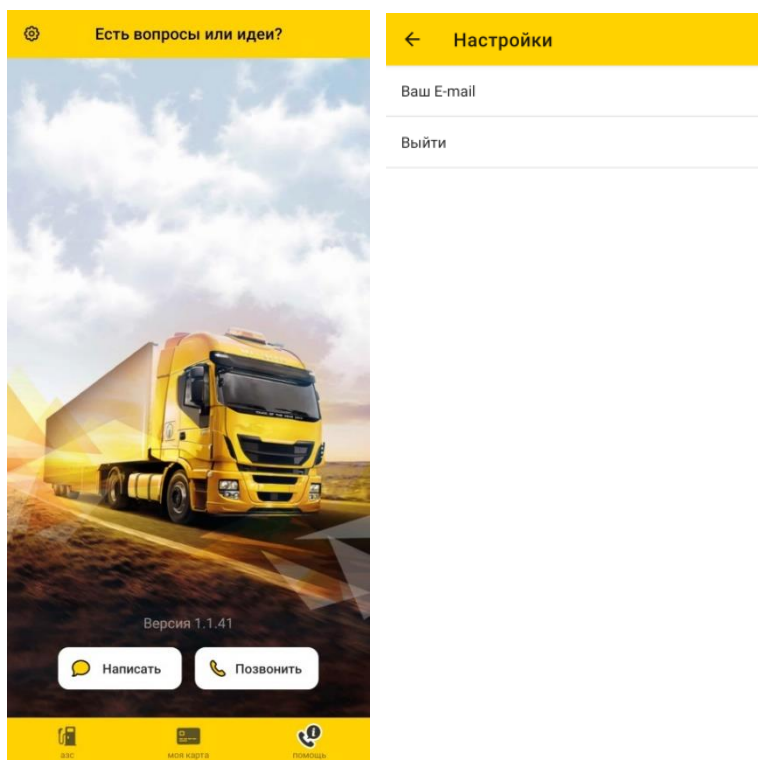 Есть вопросы или идеи?
Версия 1.1.41
Написать
Позвонить
азс
моя карта
помощь
Настройки
Ваш E-mail
Выйти